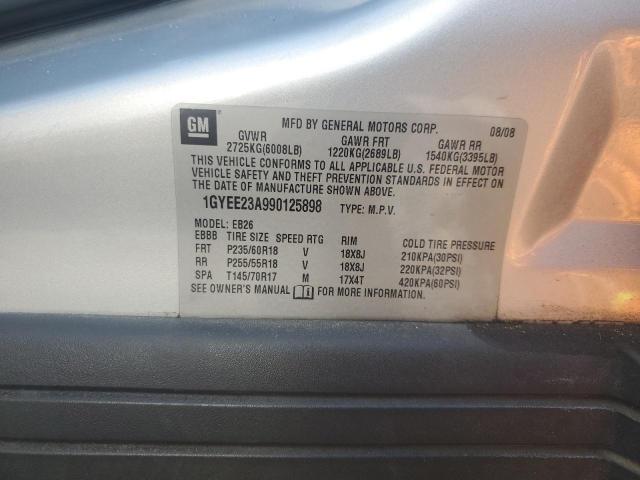 GM
MFD BY GENERAL MOTORS CORP. 08/08
GVWR GAWR FRT GAWR RR
2725KG(6008LB) 1220KG(2689LB) 1540KG(3395LB)
THIS VEHICLE CONFORMS TO ALL APPLICABLE U.S. FEDERAL MOTOR
VEHICLE SAFETY AND THEFT PREVENTION STANDARDS IN EFFECT ON
THE DATE OF MANUFACTURE SHOWN ABOVE.
1GYEE23A990125898 TYPE: M.P.V.
MODEL: EB26
EBBB TIRE SIZE SPEED RTG RIM COLD TIRE PRESSURE
FRT P235/60R18 V 18X8J 210KPA(30PSI)
RR P255/55R18 V 18X8J 220KPA(32PSI)
SPA T145/70R17 M 17X4T 420KPA(60PSI)
SEE OWNER'S MANUAL FOR MORE INFORMATION.